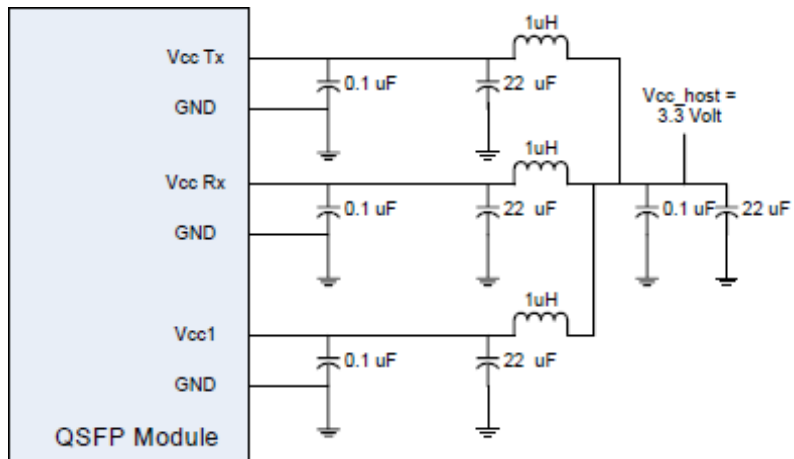 1uH
Vcc Tx
0.1 uF
22 uF
GND
Vcc_host =
3.3 Volt
1uH
Vcc Rx
0.1 uF
22 uF
0.1 uF
22 uF
GND
1uH
Vcc1
0.1 uF
22 uF
GND
QSFP Module